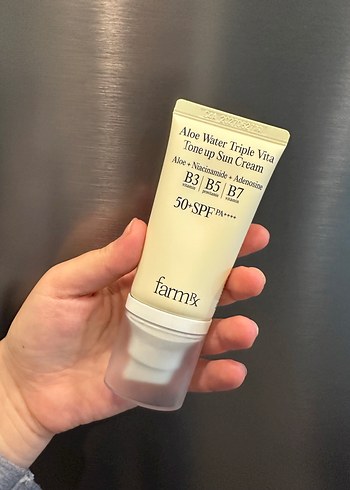 Aloe Water Triple Vita
Tone up Sun Cream
Aloe + Niacinamide + Adenosine
B3 B5 B7
50+SPF PA++++
farmRx